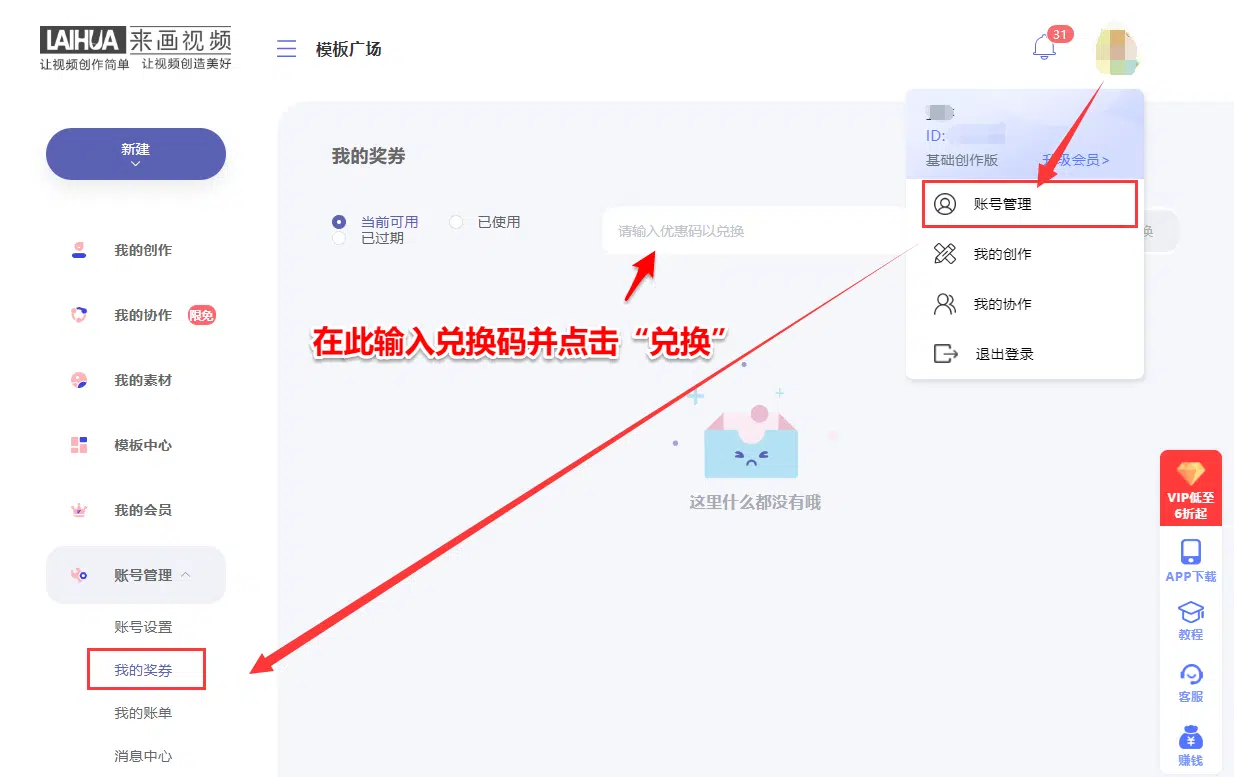 LAIHUA 来画视频
让视频创作简单 让视频创造美好
模板广场
31
新建
我的创作
我的协作 限免
我的素材
模板中心
我的会员
账号管理
账号设置
我的奖券
我的账单
消息中心
我的奖券
当前可用 已使用
已过期
请输入优惠码以兑换
换
在此输入兑换码并点击“兑换”
这里什么都没有哦
ID:
基础创作版 级会员>
账号管理
我的创作
我的协作
退出登录
VIP低至
6折起
APP下载
教程
客服
赚钱